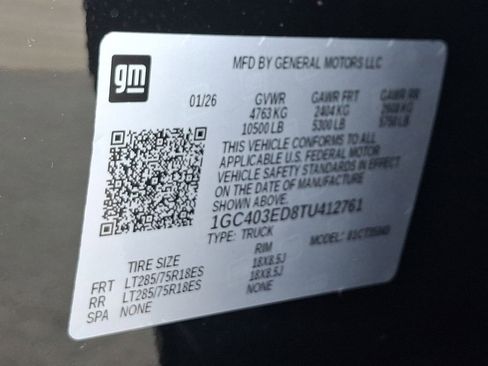 gm
MFD BY GENERAL MOTORS LLC
01/26 GVWR GAWR FRT GAWR RR
4763 KG 2404 KG KG
10500 LB 5300 LB 5750 LB
THIS VEHICLE CONFORMS TO ALL
APPLICABLE U.S. FEDERAL MOTOR
VEHICLE SAFETY STANDARDS IN EFFECT
ON THE DATE OF MANUFACTURE
SHOWN ABOVE.
1GC403ED8TU412761
TYPE: TRUCK MODEL:
TIRE SIZE RIM
FRT LT285/75R18ES 18X8.5J
RR LT285/75R18ES 18X8.5J
SPA NONE NONE